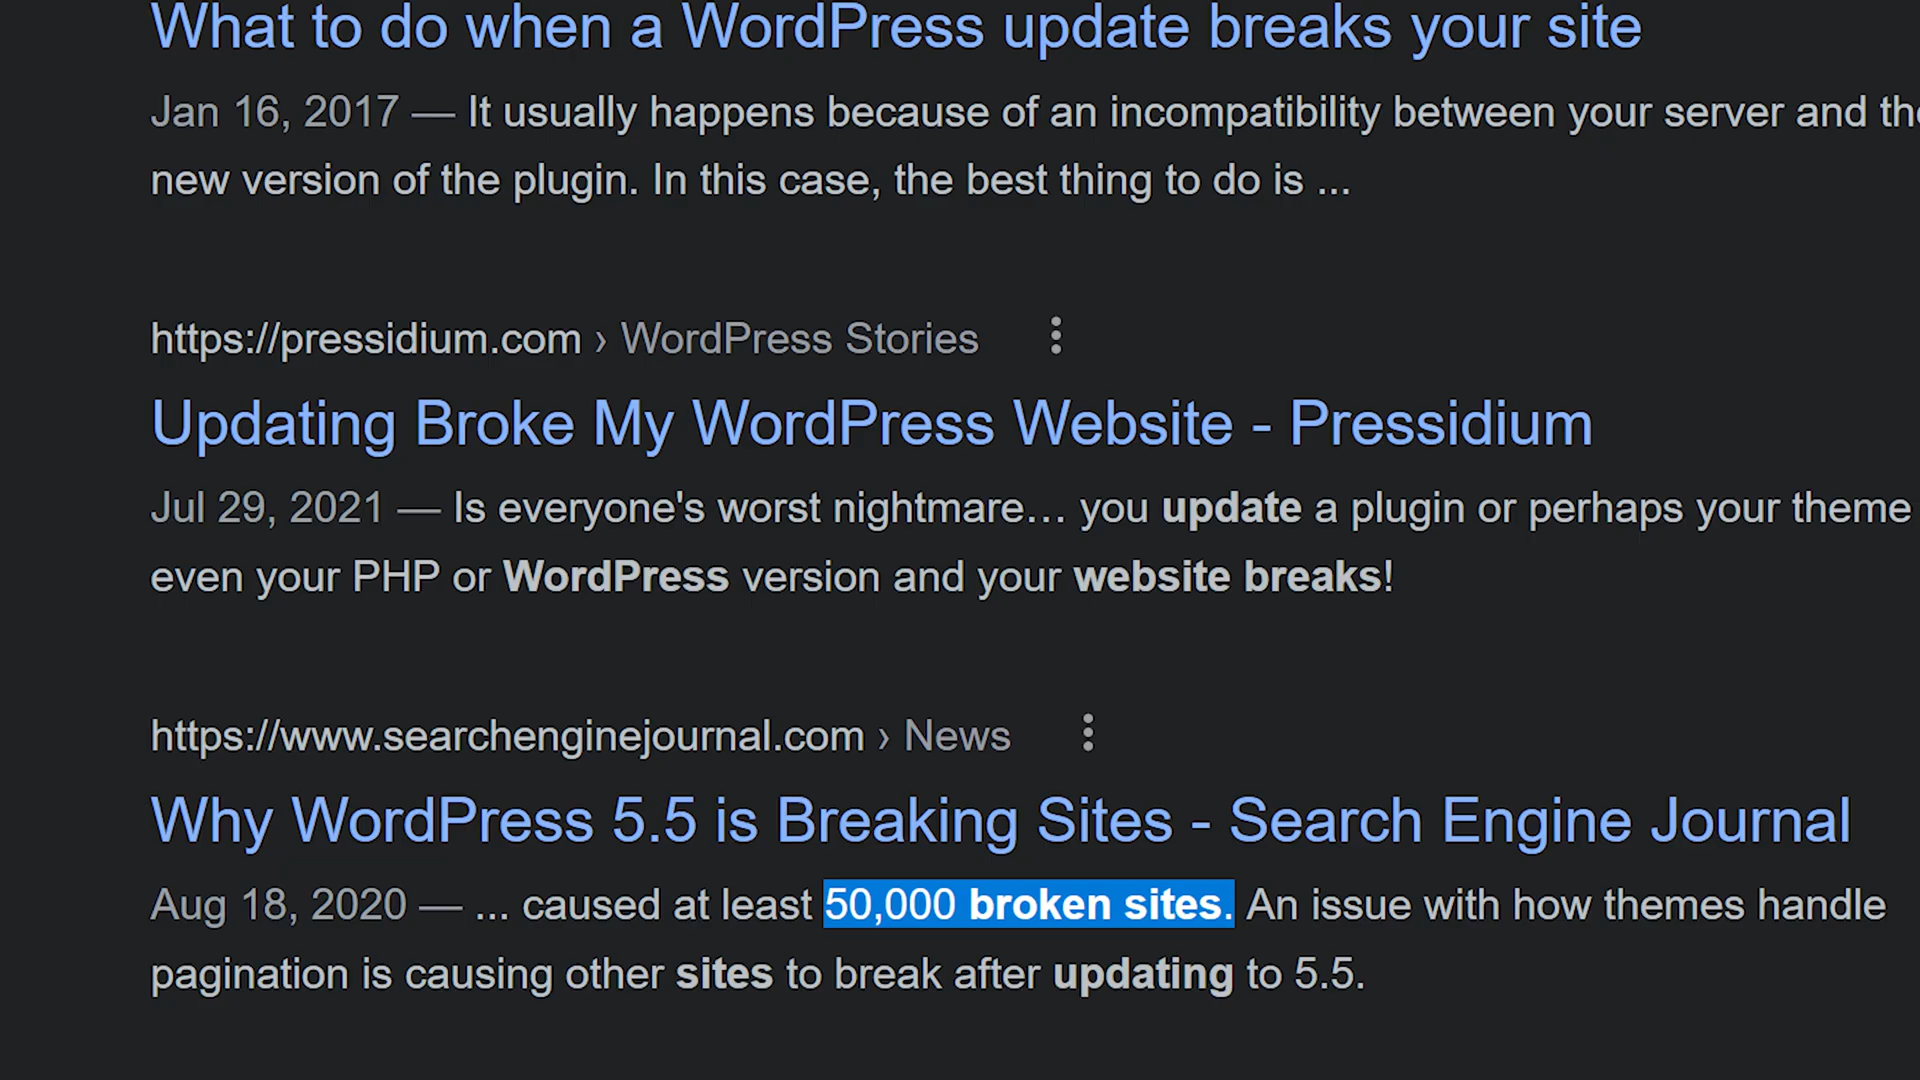 What to do when a WordPress update breaks your site
Jan 16, 2017 — It usually happens because of an incompatibility between your server and
new version of the plugin. In this case, the best thing to do is ...
https://pressidium.com › WordPress Stories
Updating Broke My WordPress Website - Pressidium
Jul 29, 2021 — Is everyone's worst nightmare… you update a plugin or perhaps your theme
even your PHP or WordPress version and your website breaks!
https://www.searchenginejournal.com › News
Why WordPress 5.5 is Breaking Sites - Search Engine Journal
Aug 18, 2020 — ... caused at least 50,000 broken sites. An issue with how themes handle
pagination is causing other sites to break after updating to 5.5.